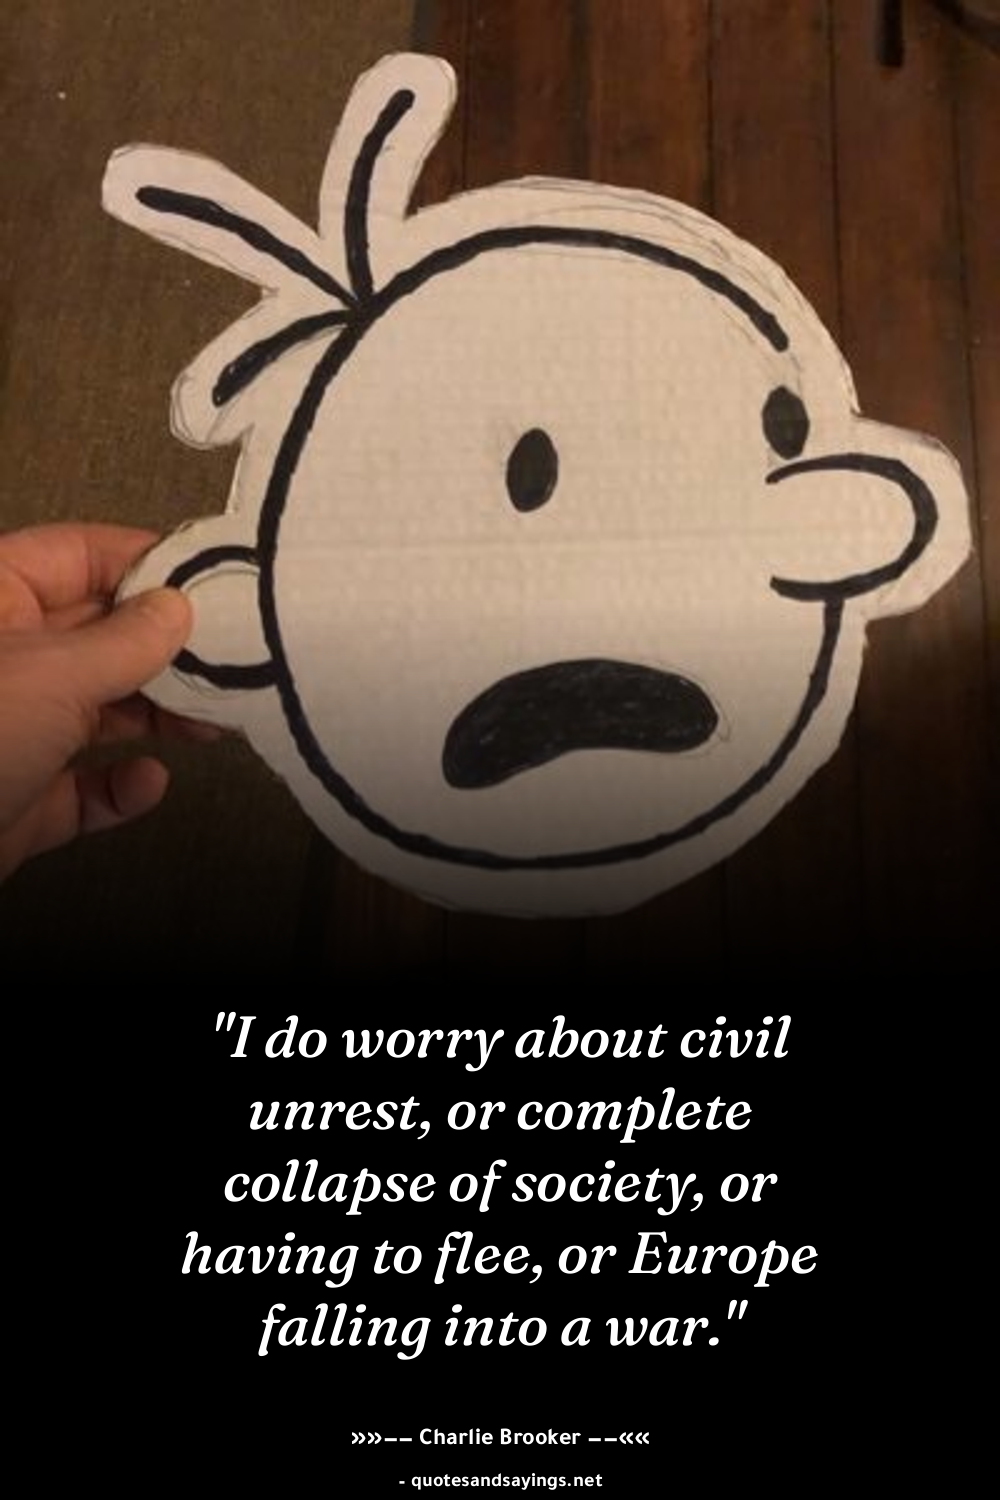 "I do worry about civil
unrest, or complete
collapse of society, or
having to flee, or Europe
falling into a war."
»»–– Charlie Brooker ––««
- quotesandsayings.net